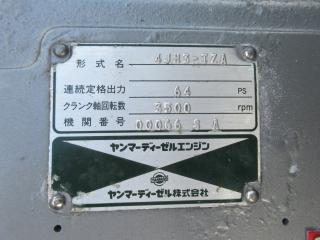 形式名 4JH3-TZA
連続定格出力 64 PS
クランク軸回転数 3500 rpm
機関番号 00066 S A
ヤンマーディーゼルエンジン
ヤンマーディーゼル株式会社